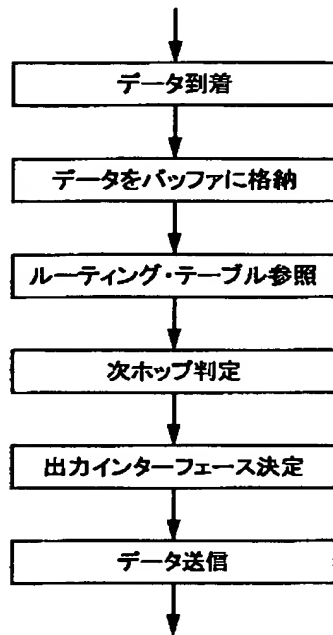 データ到着
データをバッファに格納
ルーティング・テーブル参照
次ホップ判定
出力インターフェース決定
データ送信